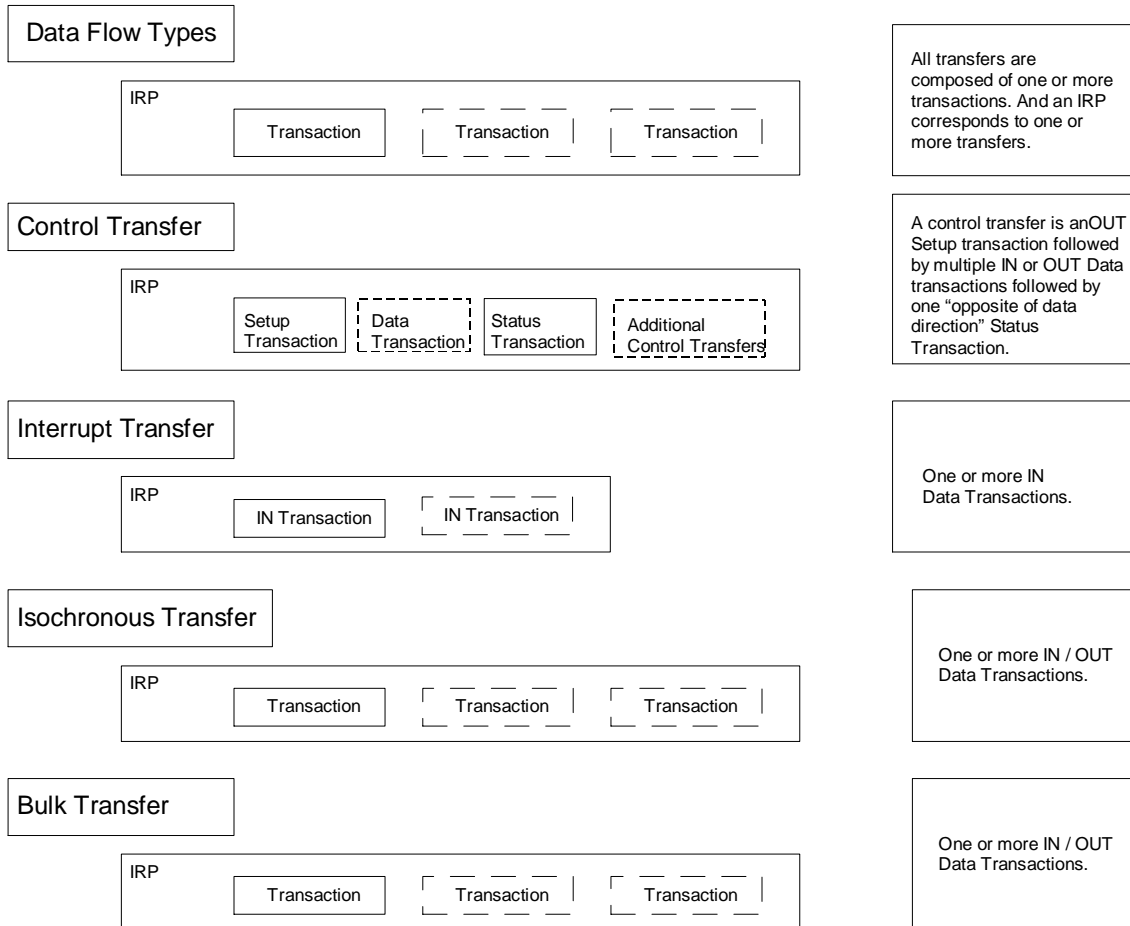 Data Flow Types
IRP
Transaction
Transaction
Transaction
All transfers are
composed of one or more
transactions. And an IRP
corresponds to one or
more transfers.
Control Transfer
IRP
Setup
Transaction
Data
Transaction
Status
Transaction
Additional
Control Transfers
A control transfer is anOUT
Setup transaction followed
by multiple IN or OUT Data
transactions followed by
one “opposite of data
direction” Status
Transaction.
Interrupt Transfer
IRP
IN Transaction
IN Transaction
One or more IN
Data Transactions.
Isochronous Transfer
IRP
Transaction
Transaction
Transaction
One or more IN / OUT
Data Transactions.
Bulk Transfer
IRP
Transaction
Transaction
Transaction
One or more IN / OUT
Data Transactions.